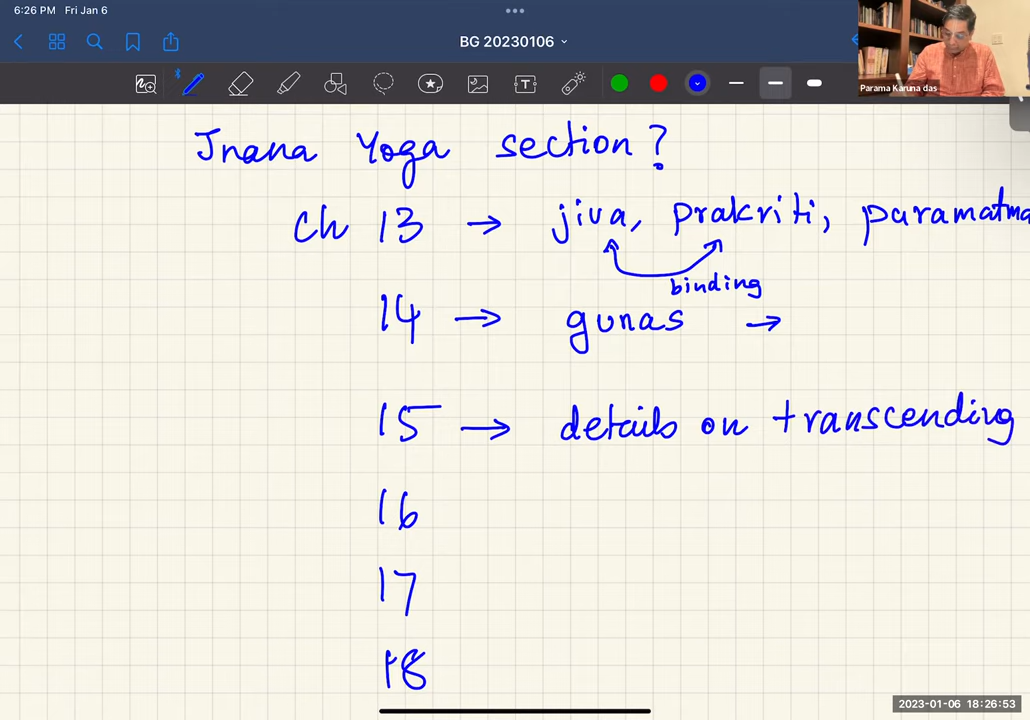 6:26 PM Fri Jan 6
BG 20230106
Parama Karuna das
Jnana Yoga section?
Ch 13 → jiva, prakriti, paramatma
binding
14 → gunas →
15 → details on transcending
16
17
18
2023-01-06 18:26:53